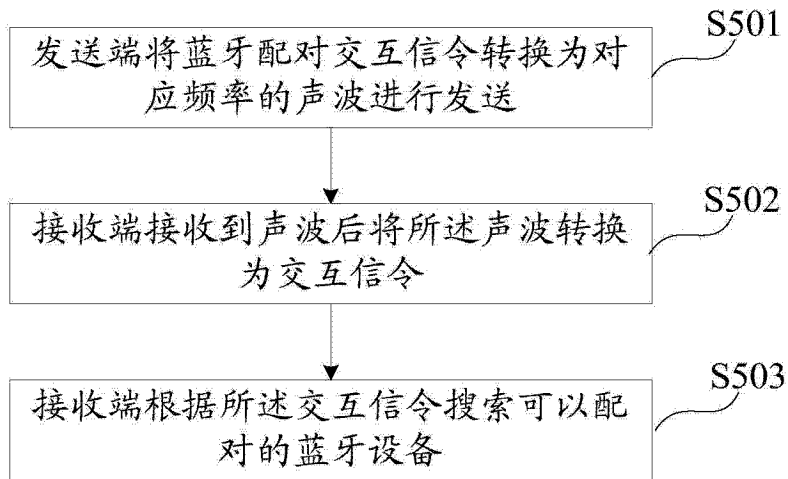 发送端将蓝牙配对交互信令转换为对
应频率的声波进行发送
S501
接收端接收到声波后将所述声波转换
为交互信令
S502
接收端根据所述交互信令搜索可以配
对的蓝牙设备
S503